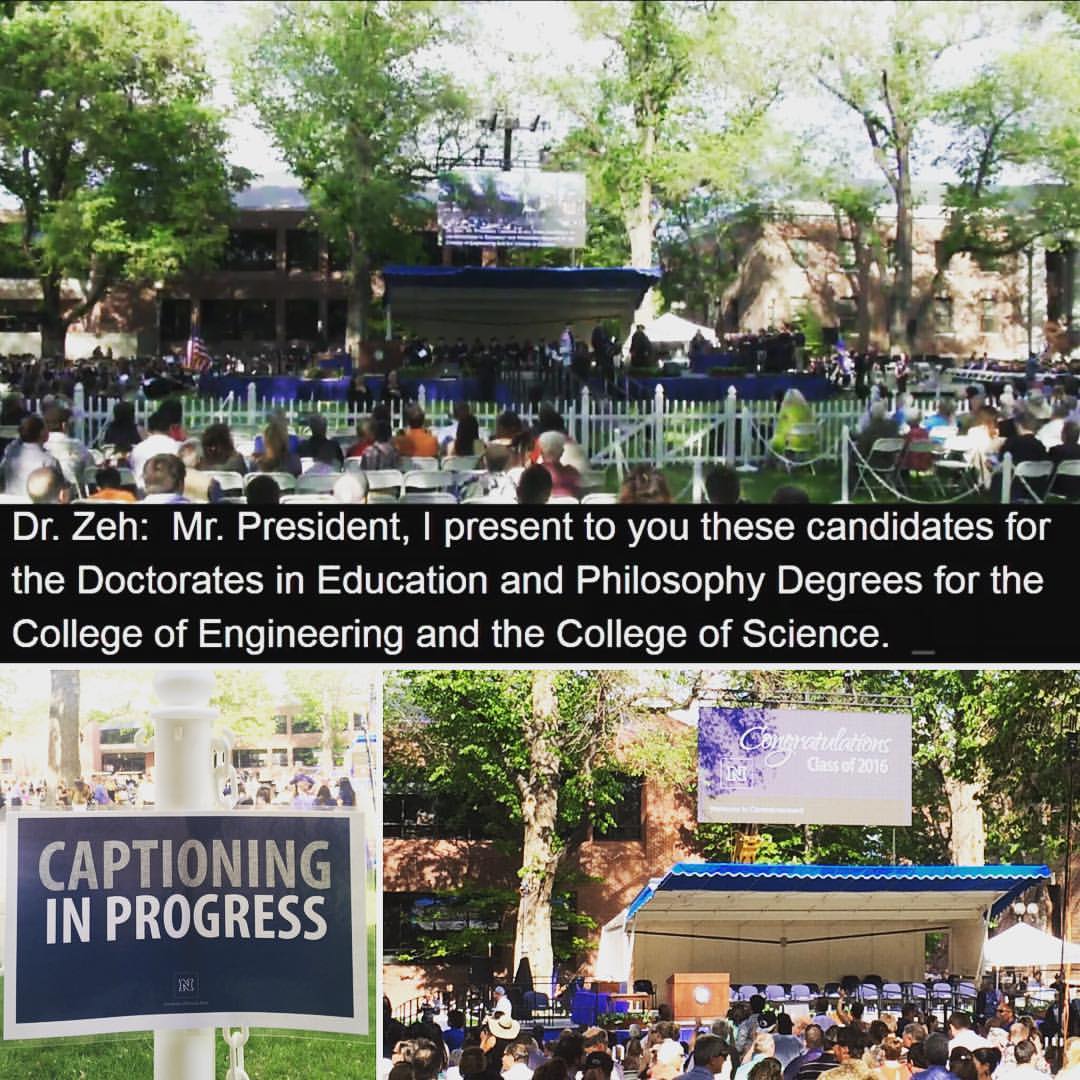 Dr. Zeh:  Mr. President, I present to you these candidates for
the Doctorates in Education and Philosophy Degrees for the
College of Engineering and the College of Science. _
CAPTIONING
IN PROGRESS
N
Congratulations
Class of 2016
N